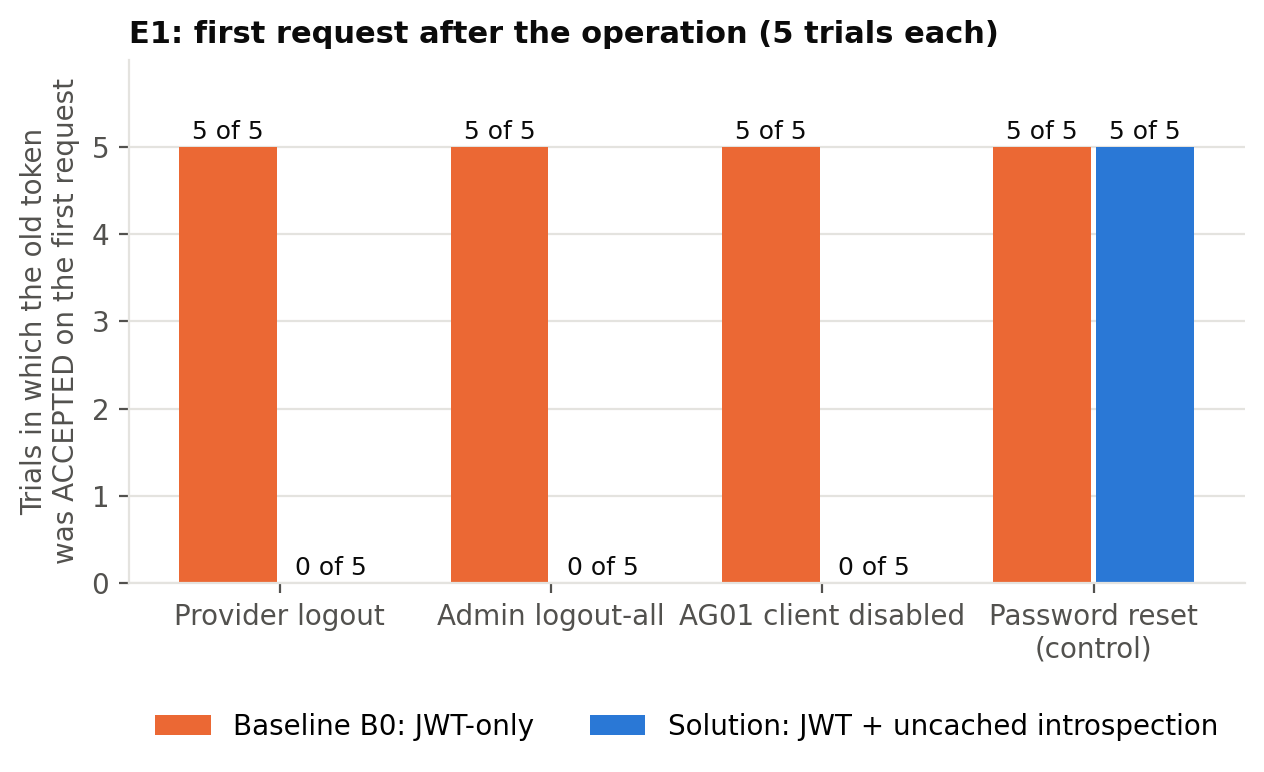 E1: first request after the operation (5 trials each)
Trials in which the old token
was ACCEPTED on the first request
5
4
3
2
1
0
5 of 5
0 of 5
5 of 5
0 of 5
5 of 5
0 of 5
5 of 5
5 of 5
Provider logout
Admin logout-all
AG01 client disabled
Password reset
(control)
Baseline B0: JWT-only
Solution: JWT + uncached introspection